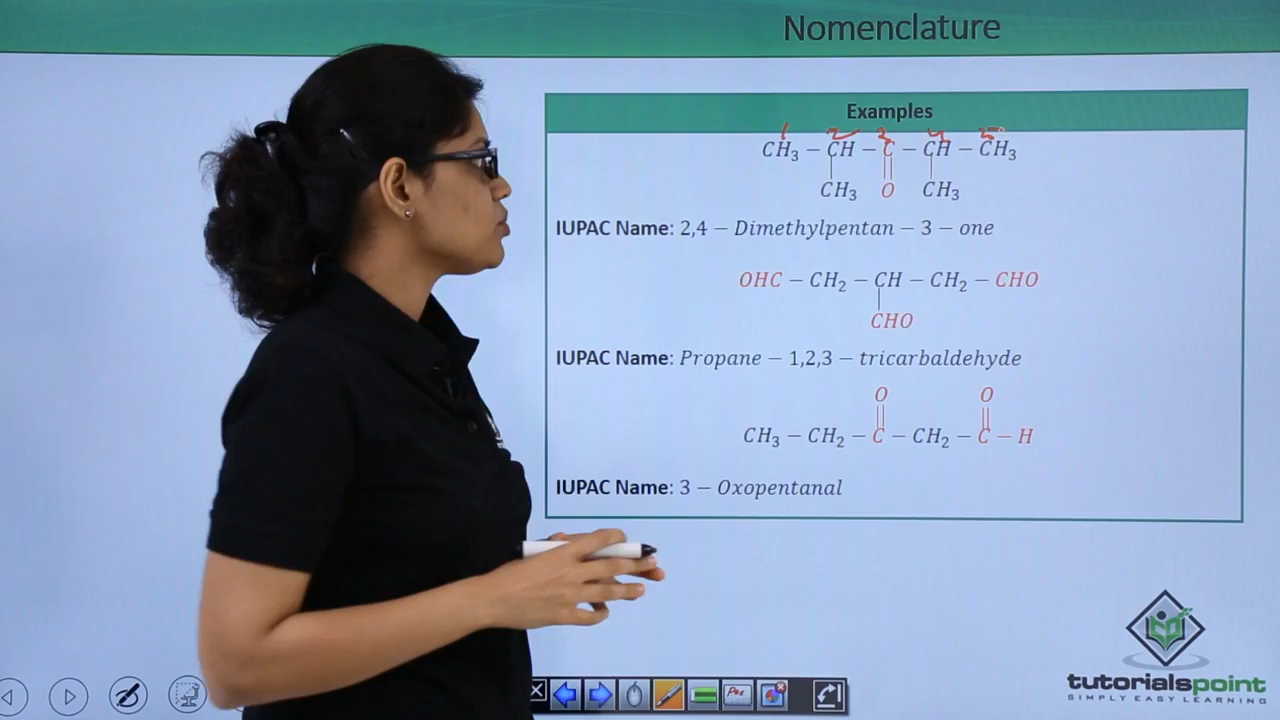 Nomenclature
Examples
1 2 3 4 5
CH₃ – CH – C – CH – CH₃
CH₃ O CH₃
IUPAC Name: 2,4 – Dimethylpentan – 3 – one
OHC – CH₂ – CH – CH₂ – CHO
CHO
IUPAC Name: Propane – 1,2,3 – tricarbaldehyde
O O
CH₃ – CH₂ – C – CH₂ – C – H
IUPAC Name: 3 – Oxopentanal
tutorialspoint
SIMPLY EASY LEARNING